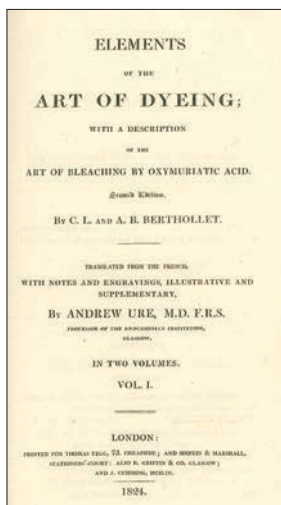 ELEMENTS
OF THE
ART OF DYEING;
WITH A DESCRIPTION
OF THE
ART OF BLEACHING BY OXYMURIATIC ACID.
Second Edition.
BY C. L. AND A. B. BERTHOLLET.
TRANSLATED FROM THE FRENCH,
WITH NOTES AND ENGRAVINGS, ILLUSTRATIVE AND
SUPPLEMENTARY,
BY ANDREW URE, M.D. F.R.S.
PROFESSOR OF THE ANDERSONIAN INSTITUTION,
GLASGOW.
IN TWO VOLUMES.
VOL. I.
LONDON:
PRINTED FOR THOMAS TEGG, 73, CHEAPSIDE; AND SIMPKIN & MARSHALL,
STATIONERS'-COURT: ALSO R. GRIFFIN & CO. GLASGOW;
AND J. CUMMING, DUBLIN.
1824.